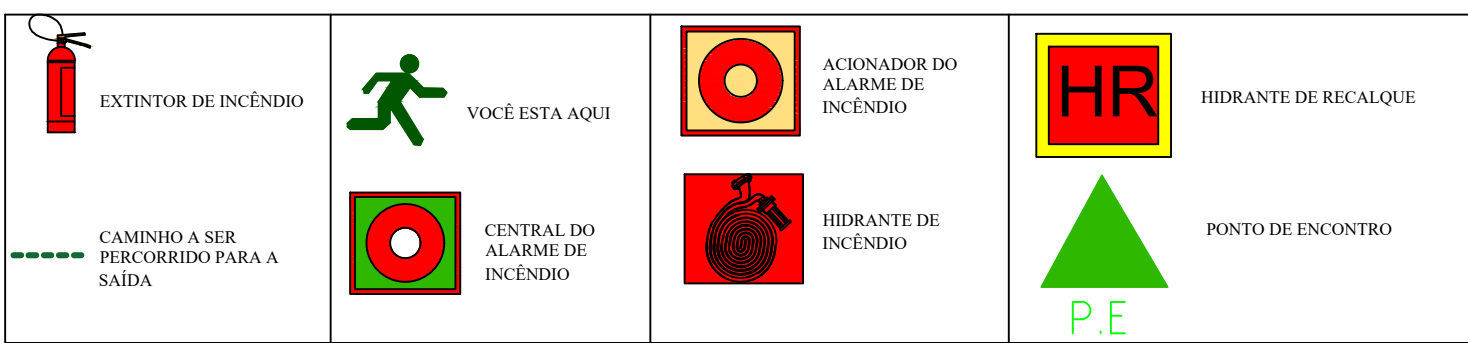 EXTINTOR DE INCÊNDIO
CAMINHO A SER
PERCORRIDO PARA A
SAÍDA
VOCÊ ESTA AQUI
CENTRAL DO
ALARME DE
INCÊNDIO
ACIONADOR DO
ALARME DE
INCÊNDIO
HIDRANTE DE
INCÊNDIO
HR
HIDRANTE DE RECALQUE
PONTO DE ENCONTRO
P.E